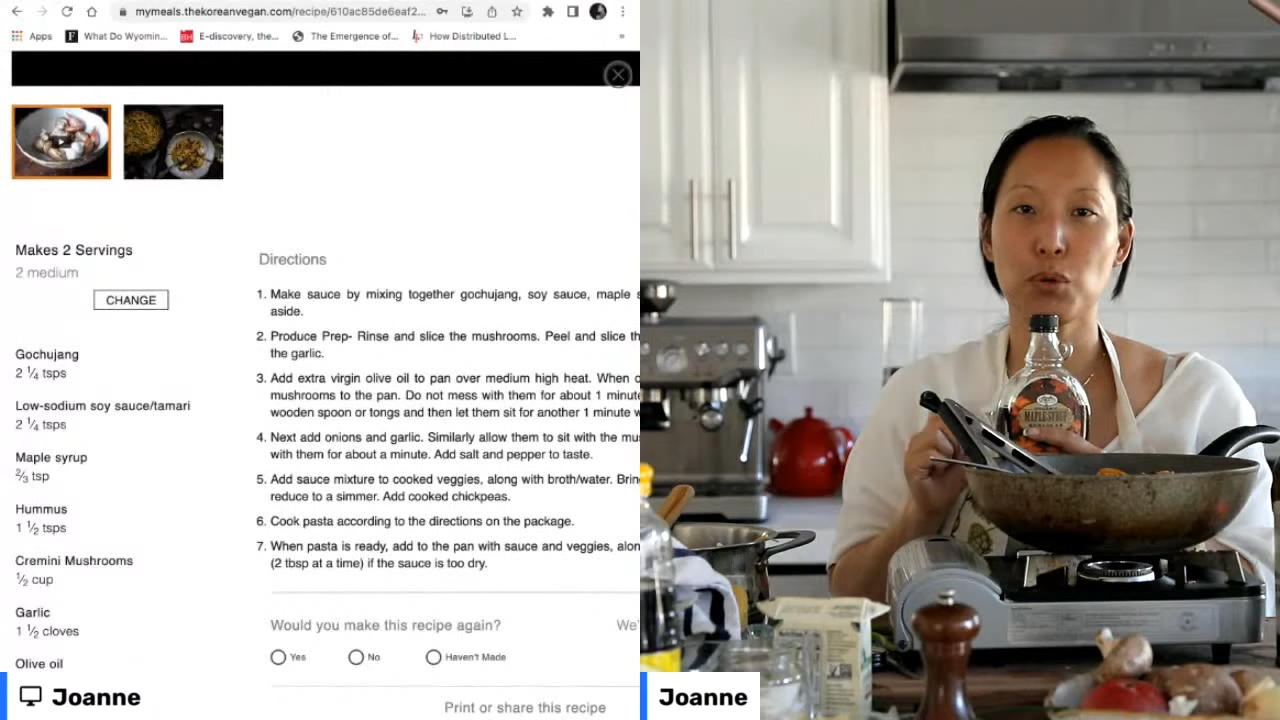 mymeals.thekoreanvegan.com/recipe/610ac85de6eaf2...
Apps
What Do Wyomin...
E-discovery, the...
The Emergence of...
How Distributed L...
»
Makes 2 Servings
2 medium
CHANGE
Gochujang
2 1/4 tsps
Low-sodium soy sauce/tamari
2 1/4 tsps
Maple syrup
2/3 tsp
Hummus
1 1/2 tsps
Cremini Mushrooms
1/2 cup
Garlic
1 1/2 cloves
Olive oil
Directions
1. Make sauce by mixing together gochujang, soy sauce, maple s
aside.
2. Produce Prep- Rinse and slice the mushrooms. Peel and slice th
the garlic.
3. Add extra virgin olive oil to pan over medium high heat. When o
mushrooms to the pan. Do not mess with them for about 1 minute
wooden spoon or tongs and then let them sit for another 1 minute w
4. Next add onions and garlic. Similarly allow them to sit with the mus
with them for about a minute. Add salt and pepper to taste.
5. Add sauce mixture to cooked veggies, along with broth/water. Brin
reduce to a simmer. Add cooked chickpeas.
6. Cook pasta according to the directions on the package.
7. When pasta is ready, add to the pan with sauce and veggies, alon
(2 tbsp at a time) if the sauce is too dry.
Would you make this recipe again?
We'
Yes
No
Haven't Made
Print or share this recipe
Joanne
MAPLE SYRUP
Joanne